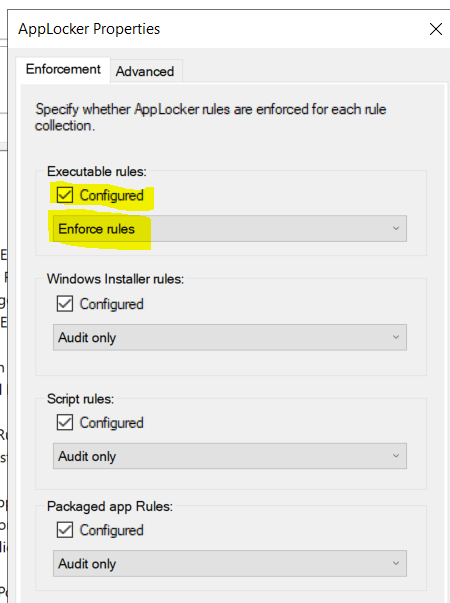 AppLocker Properties
Enforcement
Advanced
Specify whether AppLocker rules are enforced for each rule
collection.
Executable rules:
Configured
Enforce rules
Windows Installer rules:
Configured
Audit only
Script rules:
Configured
Audit only
Packaged app Rules:
Configured
Audit only